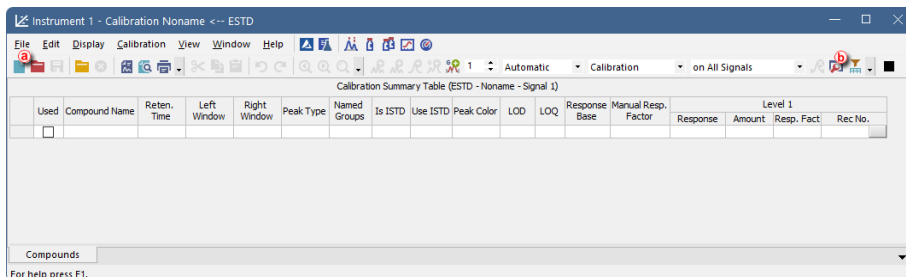 Instrument 1 - Calibration Noname <-- ESTD
File Edit Display Calibration View Window Help
a 1 Automatic Calibration on All Signals b
Calibration Summary Table (ESTD - Noname - Signal 1)
Used Compound Name Reten. Time Left Window Right Window Peak Type Named Groups Is ISTD Use ISTD Peak Color LOD LOQ Response Base Manual Resp. Factor Level 1
Response Amount Resp. Fact Rec No.
Compounds
For help press F1.